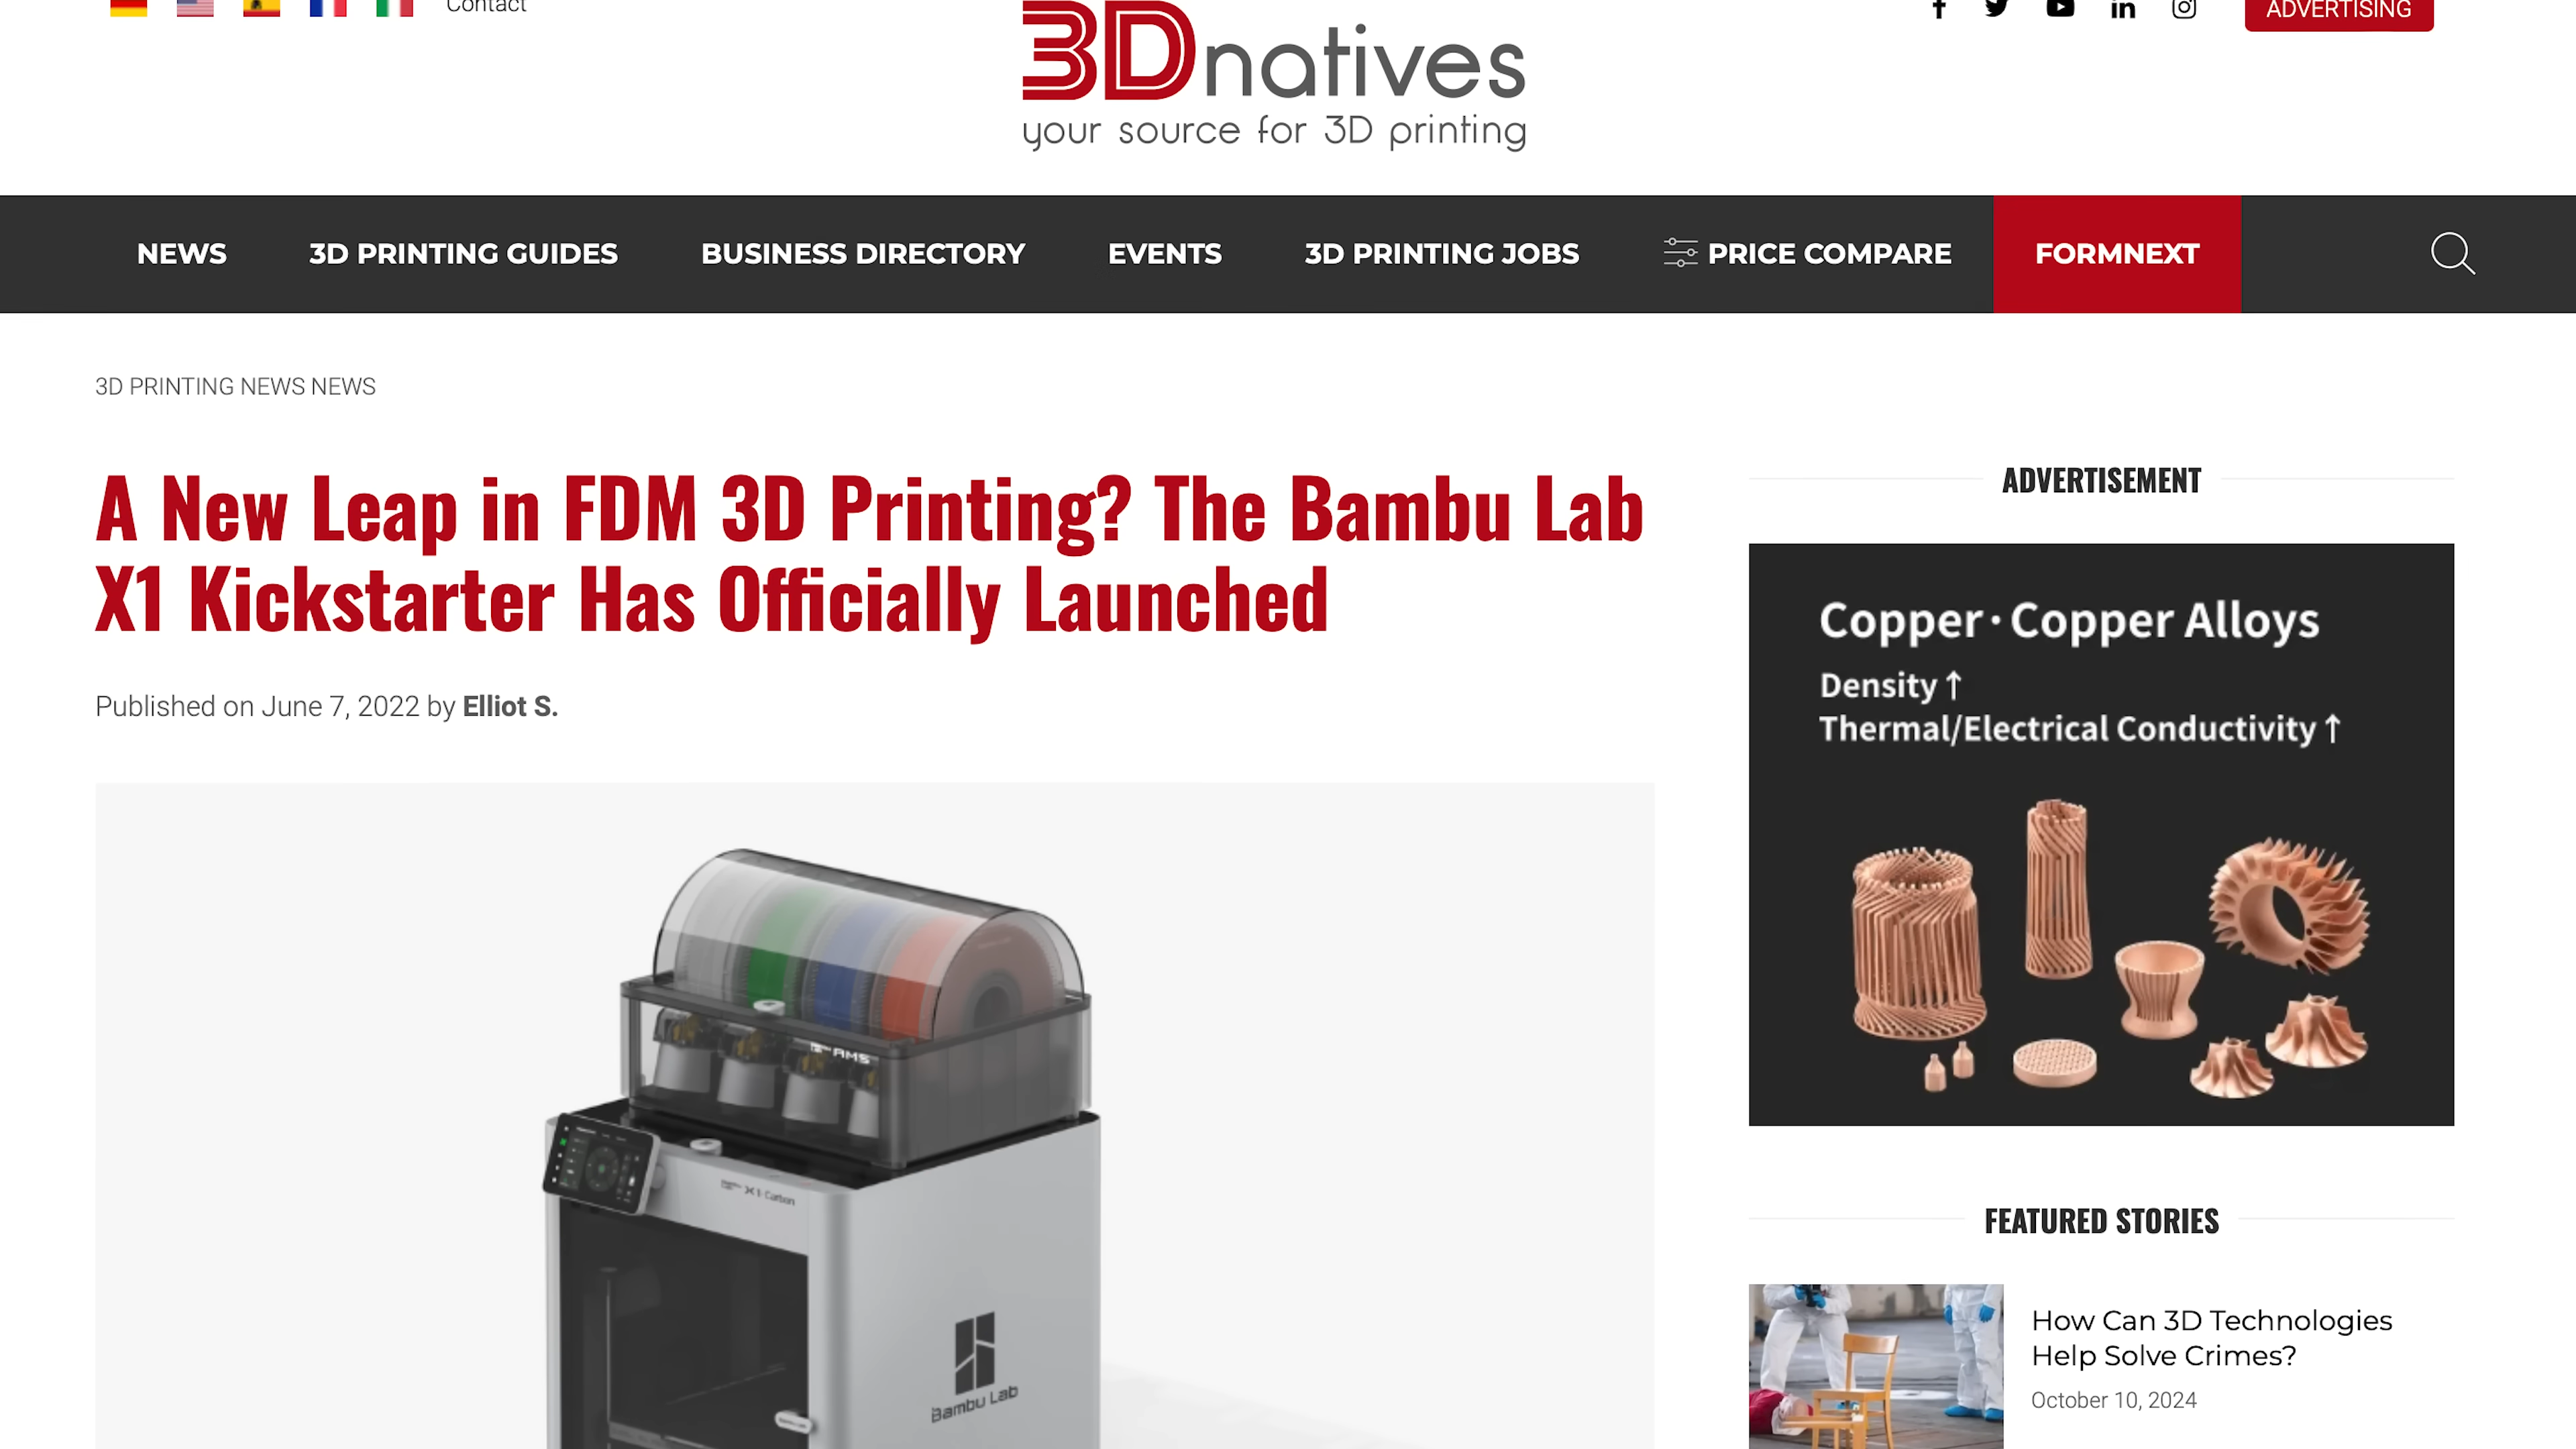 Contact
ADVERTISING
3Dnatives
your source for 3D printing
NEWS
3D PRINTING GUIDES
BUSINESS DIRECTORY
EVENTS
3D PRINTING JOBS
PRICE COMPARE
FORMNEXT
3D PRINTING NEWS NEWS
A New Leap in FDM 3D Printing? The Bambu Lab
X1 Kickstarter Has Officially Launched
Published on June 7, 2022 by Elliot S.
AMS
X1-Carbon
Bambu Lab
ADVERTISEMENT
Copper · Copper Alloys
Density ↑
Thermal/Electrical Conductivity ↑
FEATURED STORIES
How Can 3D Technologies
Help Solve Crimes?
October 10, 2024